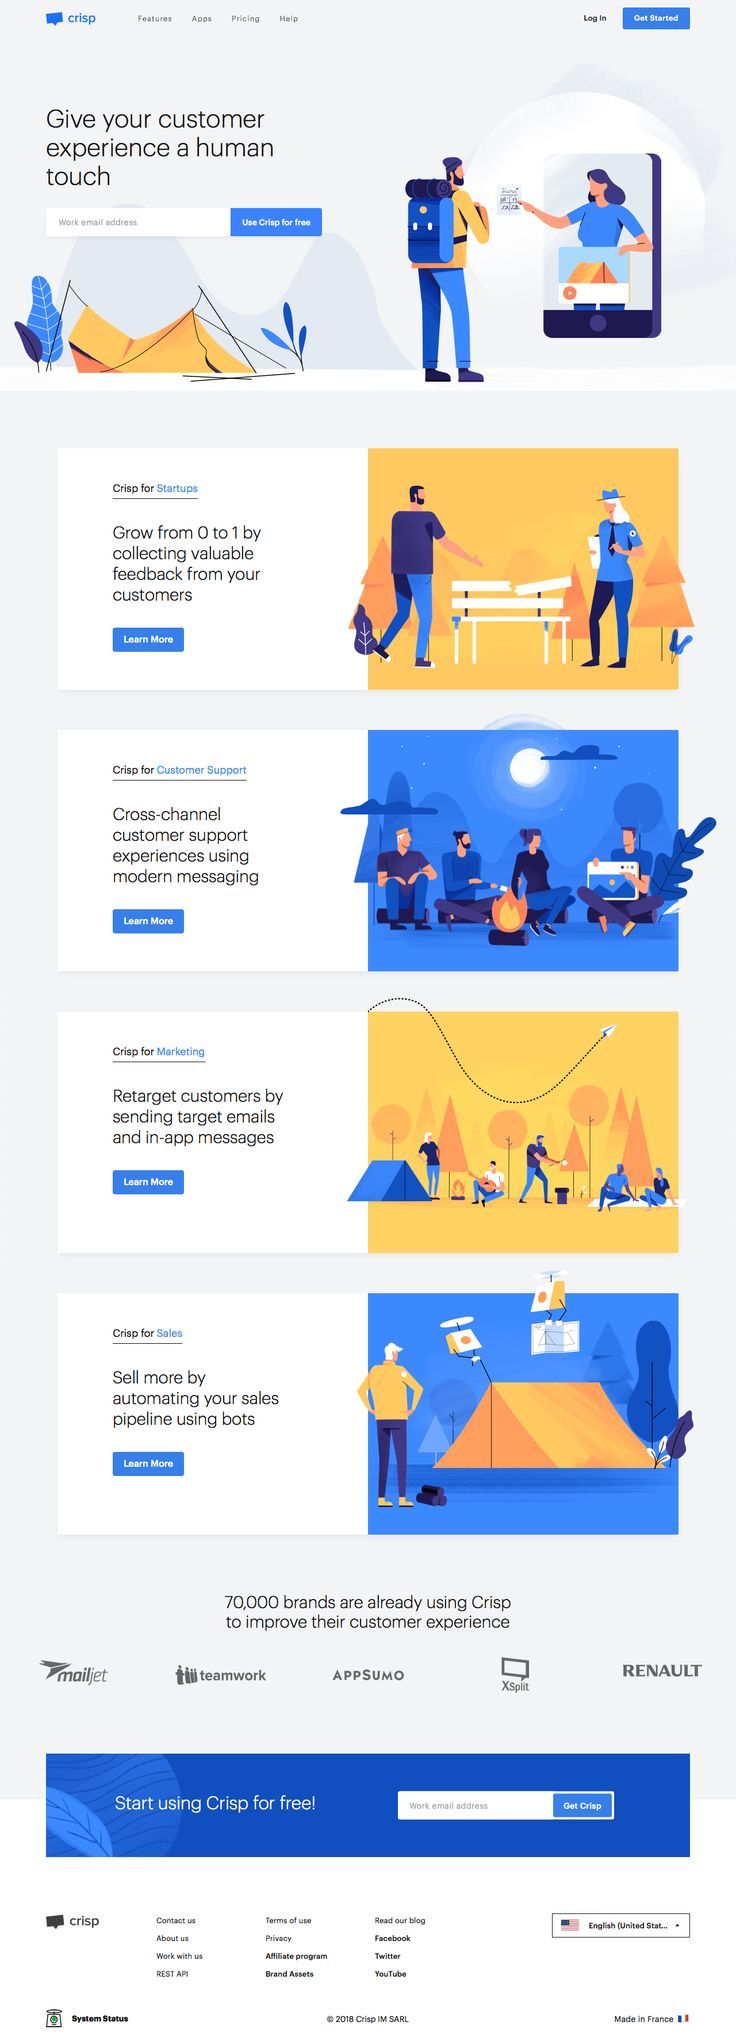 crisp
Features Apps Pricing Help
Log In Get Started
Give your customer
experience a human
touch
Work email address Use Crisp for free
Crisp for Startups
Grow from 0 to 1 by
collecting valuable
feedback from your
customers
Learn More
Crisp for Customer Support
Cross-channel
customer support
experiences using
modern messaging
Learn More
Crisp for Marketing
Retarget customers by
sending target emails
and in-app messages
Learn More
Crisp for Sales
Sell more by
automating your sales
pipeline using bots
Learn More
70,000 brands are already using Crisp
to improve their customer experience
mailjet teamwork APPSUMO XSplit RENAULT
Start using Crisp for free!
Work email address Get Crisp
crisp
Contact us Terms of use Read our blog
About us Privacy Facebook
Work with us Affiliate program Twitter
REST API Brand Assets YouTube
English (United Stat...
System Status
© 2018 Crisp IM SARL
Made in France